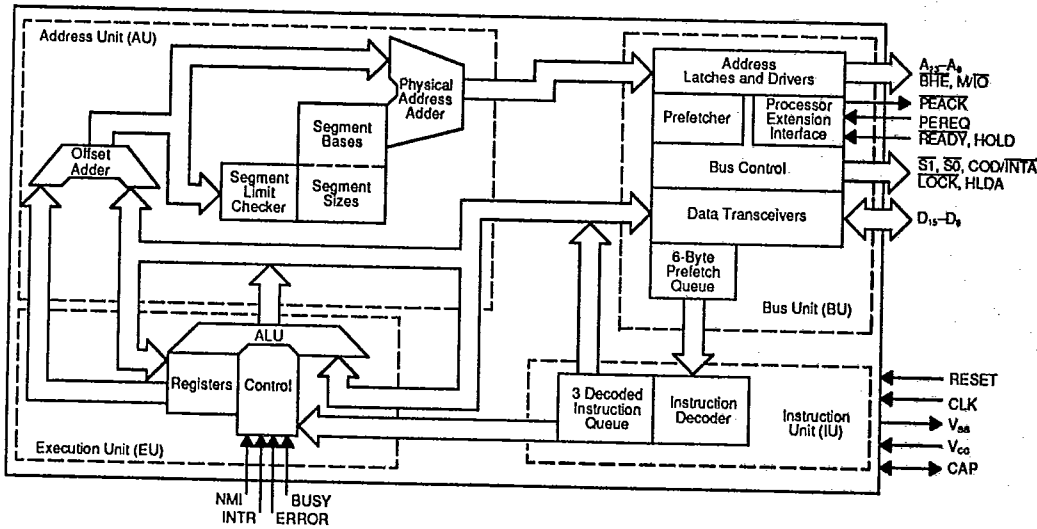 Address Unit (AU)
Physical
Address
Adder
Segment
Bases
Offset
Adder
Segment
Limit
Checker
Segment
Sizes
Address
Latches and Drivers
Prefetcher
Processor
Extension
Interface
Bus Control
Data Transceivers
6-Byte
Prefetch
Queue
Bus Unit (BU)
A₂₃–A₀
BHE, M/IO
PEACK
PEREQ
READY, HOLD
S1, S0, COD/INTA
LOCK, HLDA
D₁₅–D₀
ALU
Registers
Control
Execution Unit (EU)
3 Decoded
Instruction
Queue
Instruction
Decoder
Instruction
Unit (IU)
RESET
CLK
Vss
Vcc
CAP
NMI
BUSY
INTR
ERROR